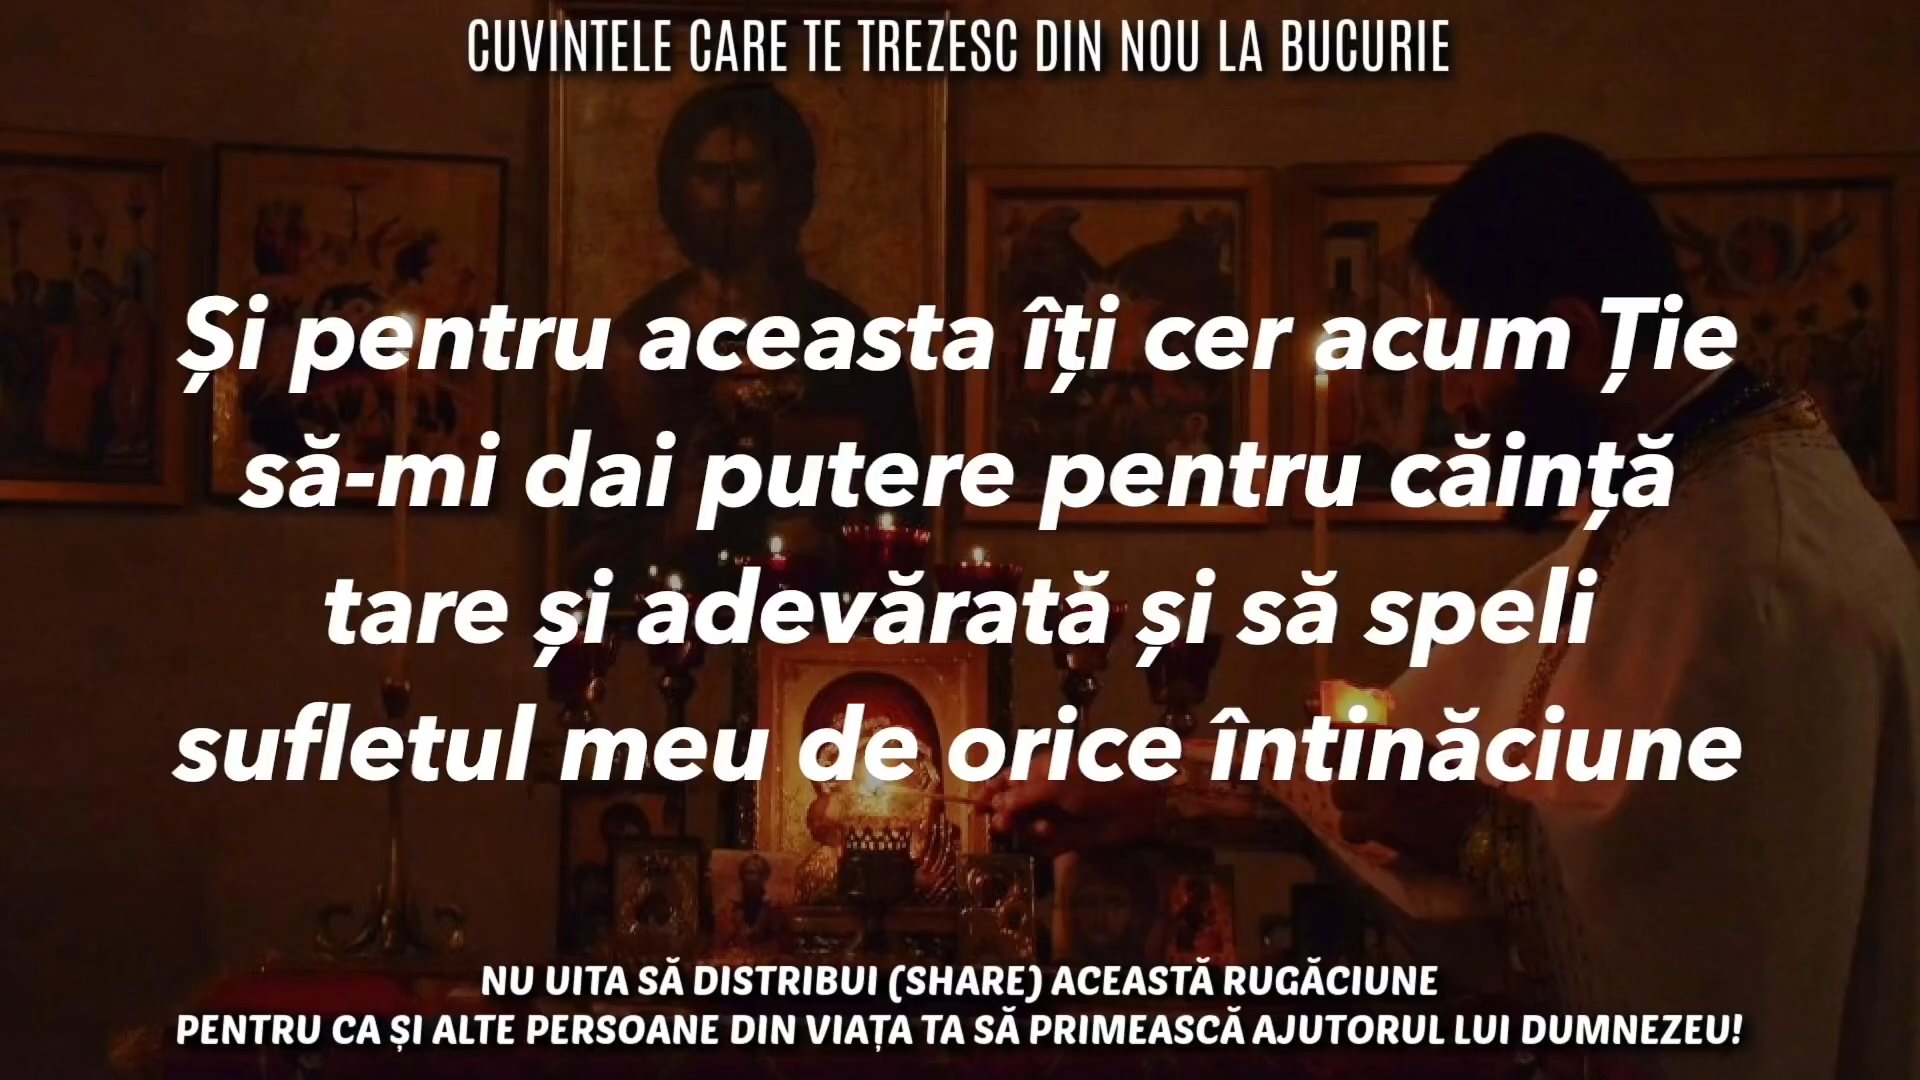 CUVINTELE CARE TE TREZESC DIN NOU LA BUCURIE
Și pentru aceasta îți cer acum Ție
să-mi dai putere pentru căință
tare și adevărată și să speli
sufletul meu de orice întinăciune
NU UITA SĂ DISTRIBUI (SHARE) ACEASTĂ RUGĂCIUNE
PENTRU CA ȘI ALTE PERSOANE DIN VIAȚA TA SĂ PRIMEASCĂ AJUTORUL LUI DUMNEZEU!